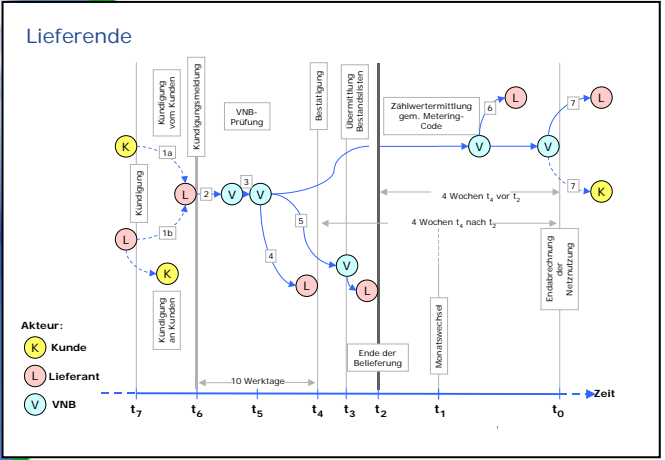 Lieferende
Kündigung
vom Kunden
Kündigungsmeldung
VNB-
Prüfung
Bestätigung
Übermittlung
Bestandslisten
Zählwertermittlung
gem. Metering-
Code
6
L
7
L
K
1a
V
V
Kündigung
L
2
V
3
V
7
K
4 Wochen t4 vor t2
4 Wochen t4 nach t2
L
1b
5
4
V
K
L
L
Kündigung
an Kunden
Endabrechnung
der
Netznutzung
Monatswechsel
Ende der
Belieferung
Akteur:
K Kunde
L Lieferant
V VNB
10 Werktage
Zeit
t7 t6 t5 t4 t3 t2 t1 t0